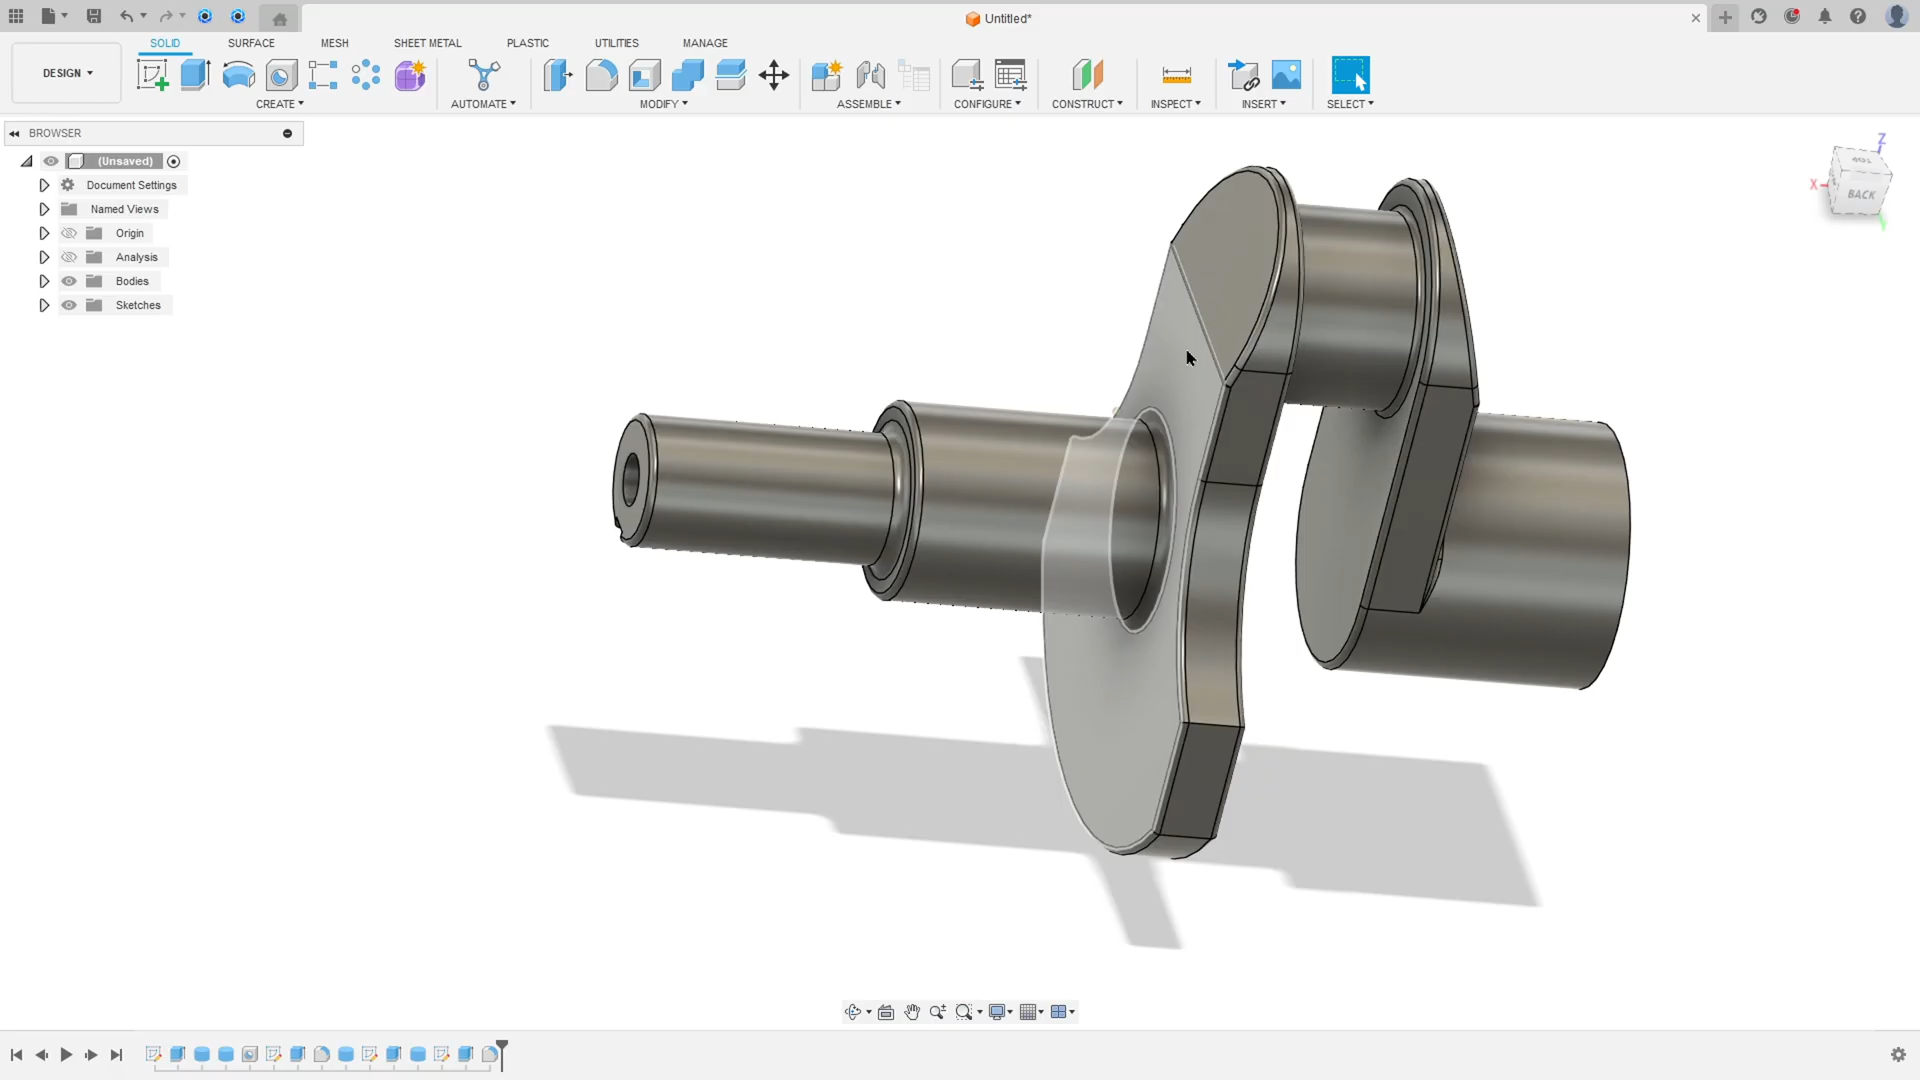 Untitled*
SOLID SURFACE MESH SHEET METAL PLASTIC UTILITIES MANAGE
DESIGN
CREATE AUTOMATE MODIFY ASSEMBLE CONFIGURE CONSTRUCT INSPECT INSERT SELECT
BROWSER
(Unsaved)
Document Settings
Named Views
Origin
Analysis
Bodies
Sketches
Z
TOP
X
BACK